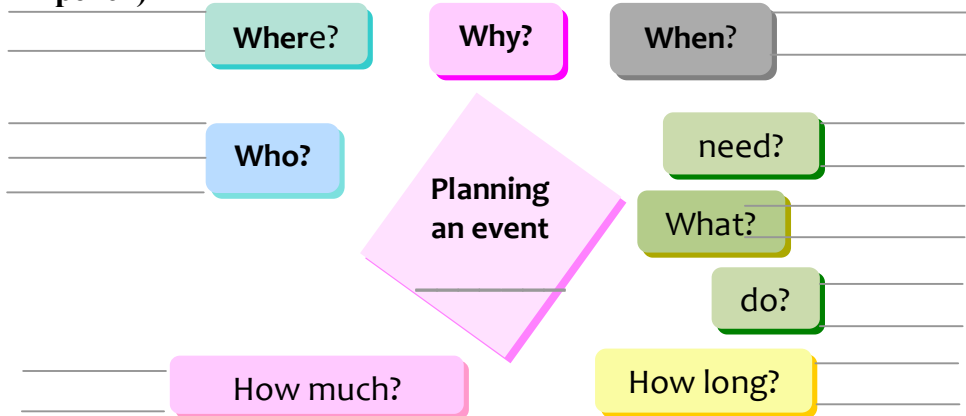 Where?
Why?
When?
Who?
need?
Planning
an event
What?
do?
How much?
How long?